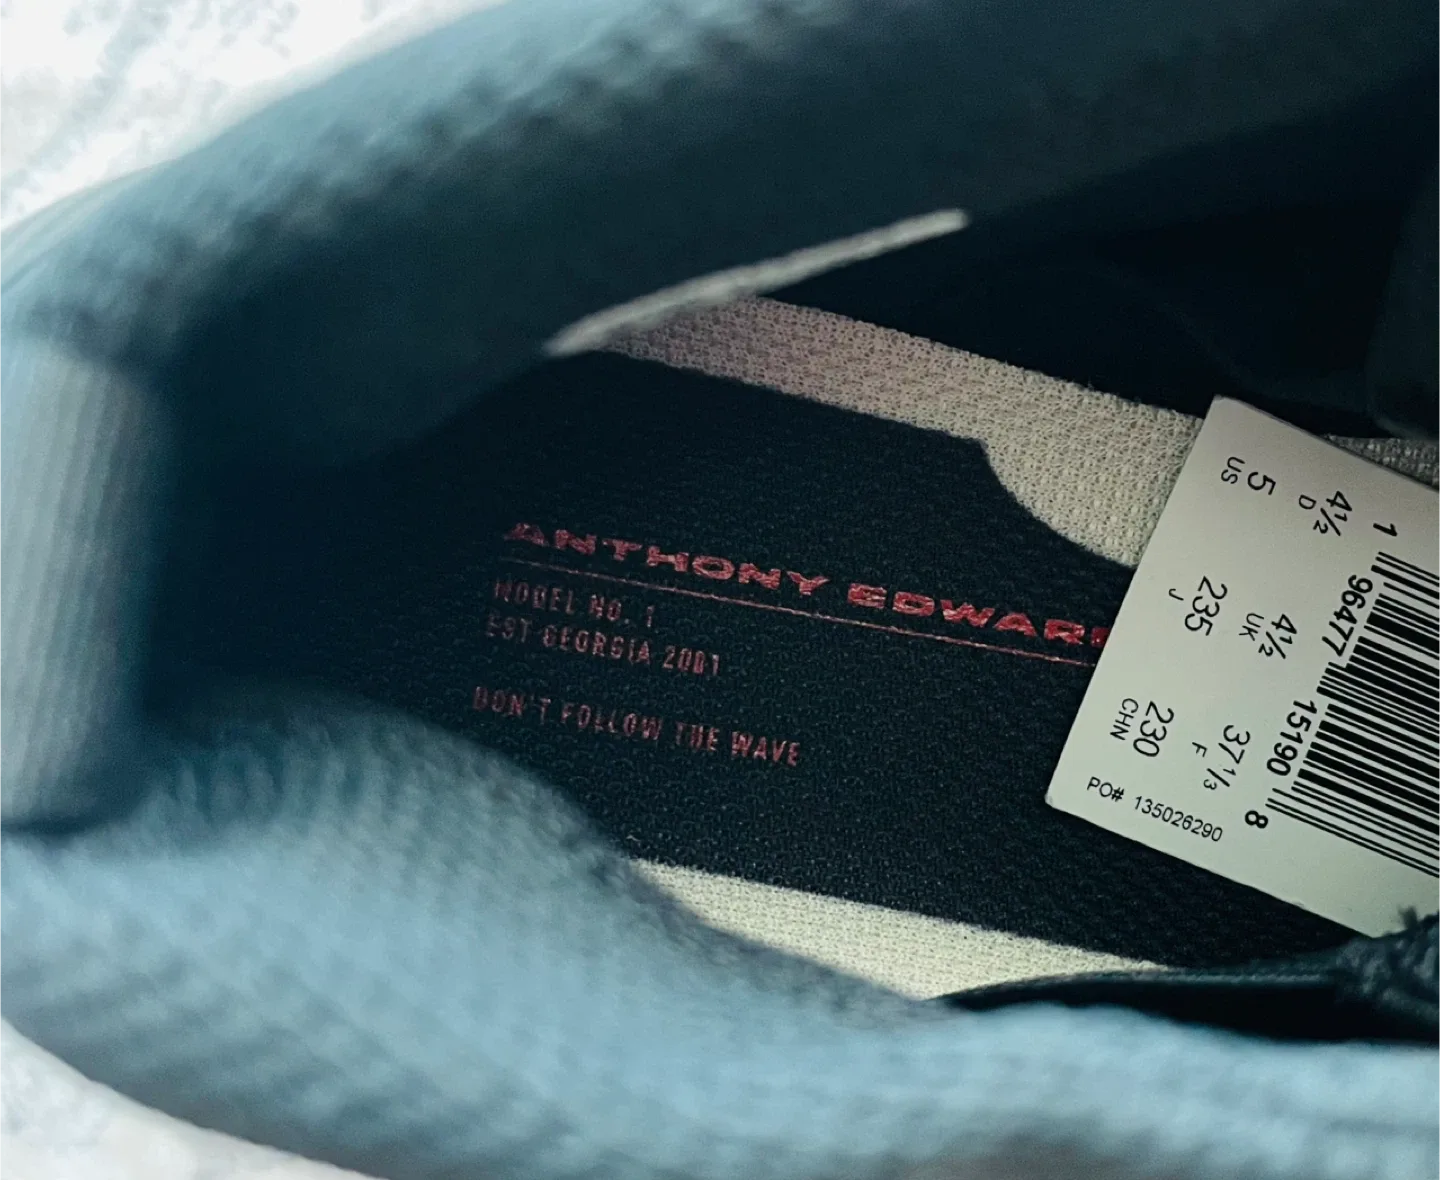 ANTHONY EDWAR
MODEL NO. 1
EST GEORGIA 2001
DON'T FOLLOW THE WAVE
1 96477 15190 8
4½ D 4½ UK 37⅓ F
5 US 235 J 230 CHN
PO# 135026290